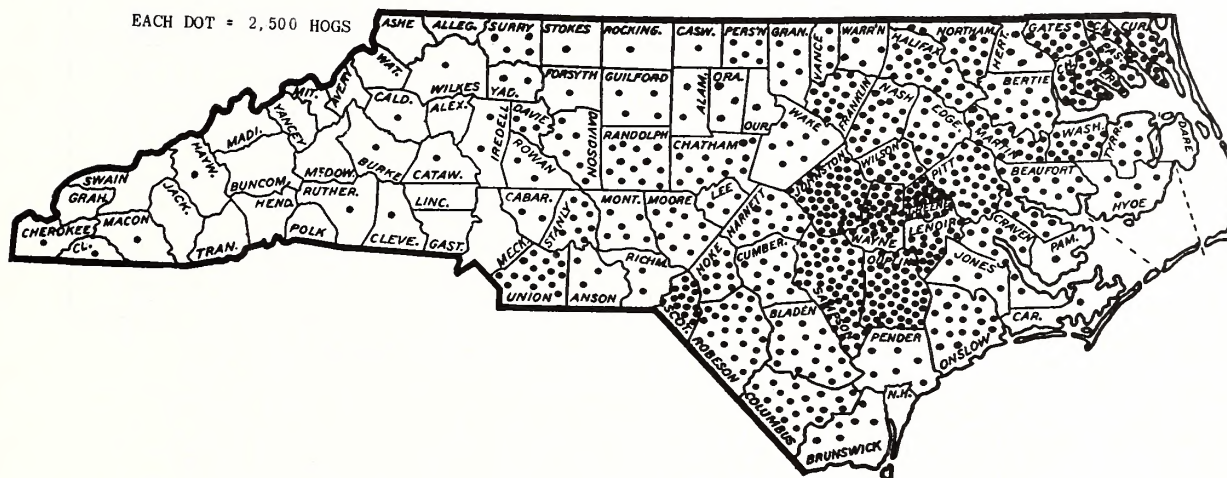 EACH DOT = 2,500 HOGS
ASHE
ALLEG.
SURRY
STOKES
ROCKING.
CASW.
PERS'N
GRAN.
VANCE
WARR'N
HALIFAX
NORTHAM.
HERT.
GATES
CA.
CUR.
PAS.
PERQ.
WAT.
WILKES
YAD.
FORSYTH
GUILFORD
ALAM.
ORA.
DUR.
FRANKLIN
NASH
EDGE.
BERTIE
MIT.
AVERY
CALD.
ALEX.
IREDELL
DAVIE
DAVIDSON
RANDOLPH
CHATHAM
WAKE
WILSON
MARTIN
WASH.
TYRR.
DARE
YANCEY
MADI.
HAYW.
BUNCOM.
McDOW.
BURKE
CATAW.
ROWAN
JOHNSTON
PITT
BEAUFORT
HYDE
SWAIN
GRAH.
JACK.
HEND.
RUTHER.
LINC.
CABAR.
STANLY
MONT.
MOORE
LEE
HARNETT
WAYNE
GREENE
LENOIR
CRAVEN
PAM.
CHEROKEE
CL.
MACON
TRAN.
POLK
CLEVE.
GAST.
MECK.
UNION
ANSON
RICHM.
HOKE
CUMBER.
SAMPSON
DUPLIN
JONES
CAR.
SCOT.
ROBESON
BLADEN
PENDER
ONSLOW
COLUMBUS
N.H.
BRUNSWICK